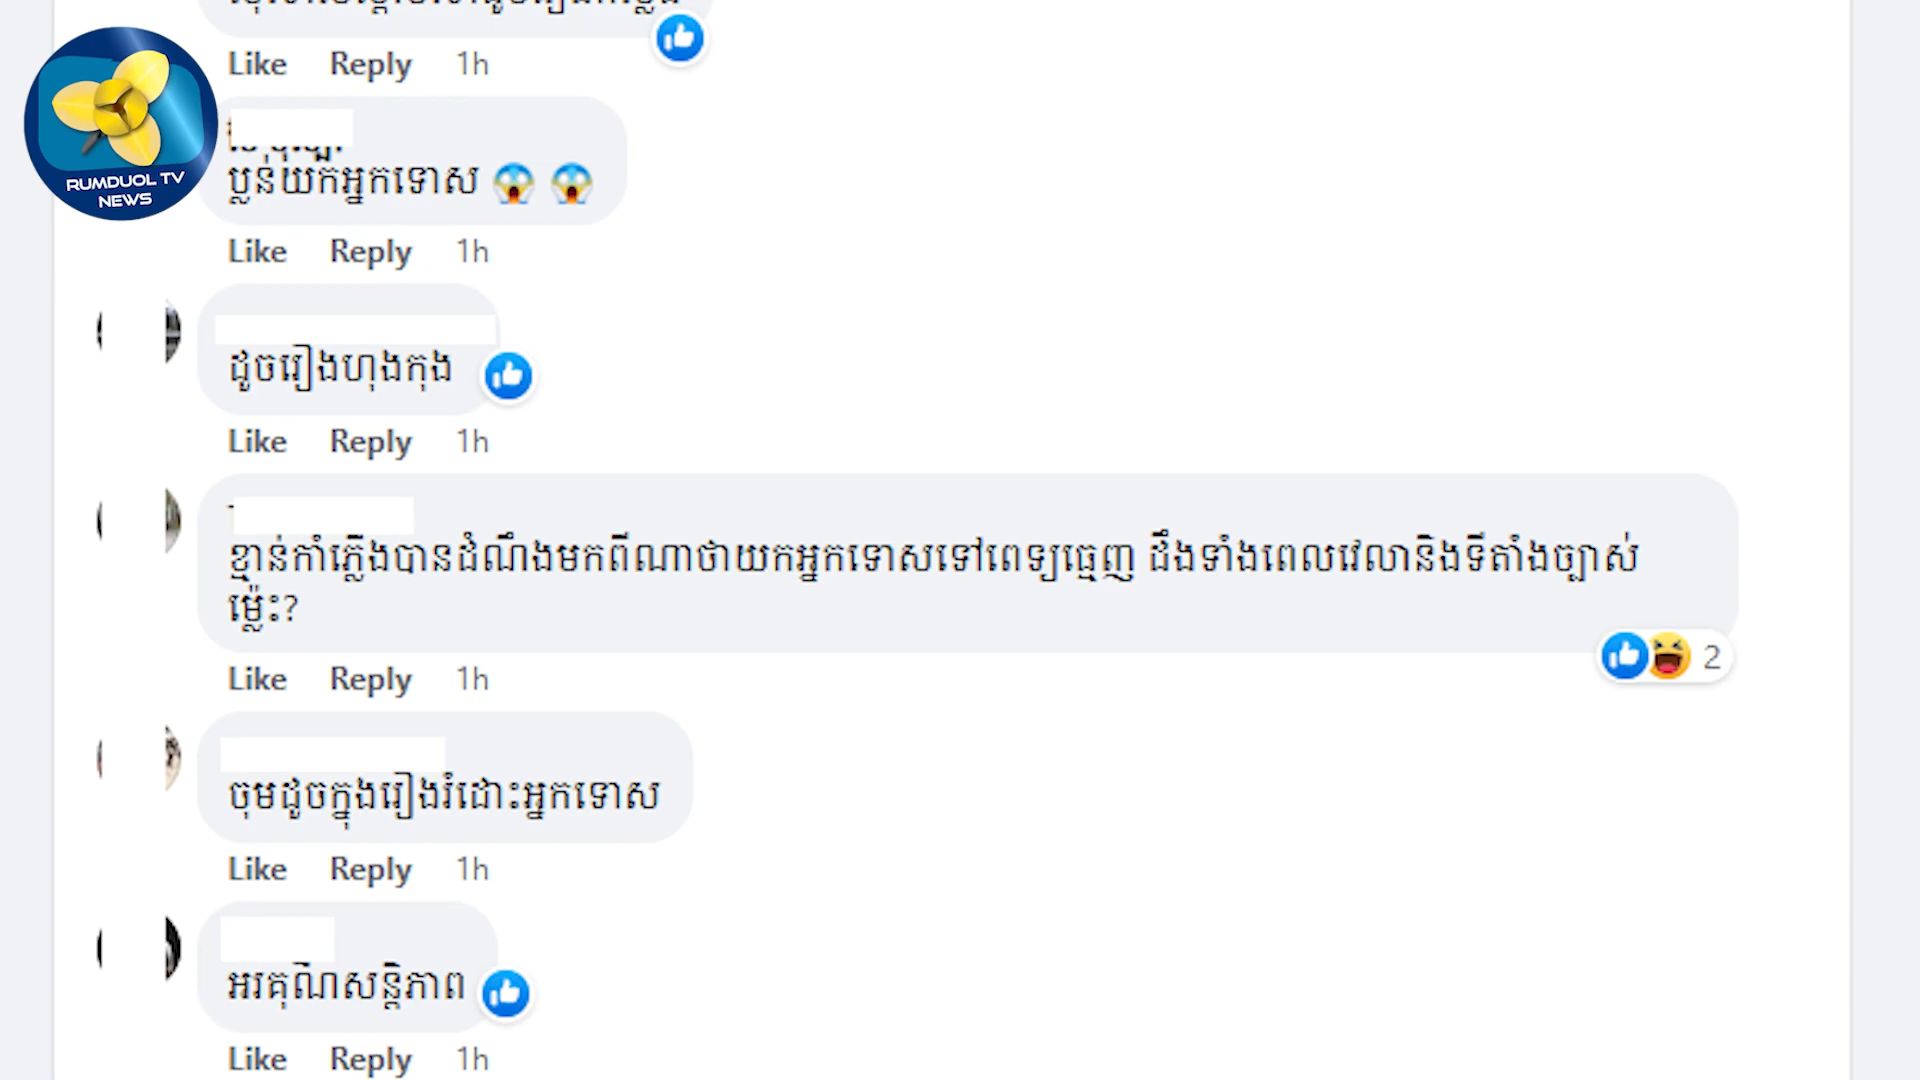 Like Reply 1h
RUMDUOL TV
NEWS
ប្លន់យកអ្នកទោស 😱 😱
Like Reply 1h
ដូចរឿងហុងកុង
Like Reply 1h
ខ្មាន់កាំភ្លើងបានដំណឹងមកពីណាថាយកអ្នកទោសទៅពេទ្យធ្មេញ ដឹងទាំងពេលវេលានិងទីតាំងច្បាស់
ម្ល៉េះ?
2
Like Reply 1h
ចុមដូចក្នុងរឿងរំដោះអ្នកទោស
Like Reply 1h
អរគុណសន្តិភាព
Like Reply 1h